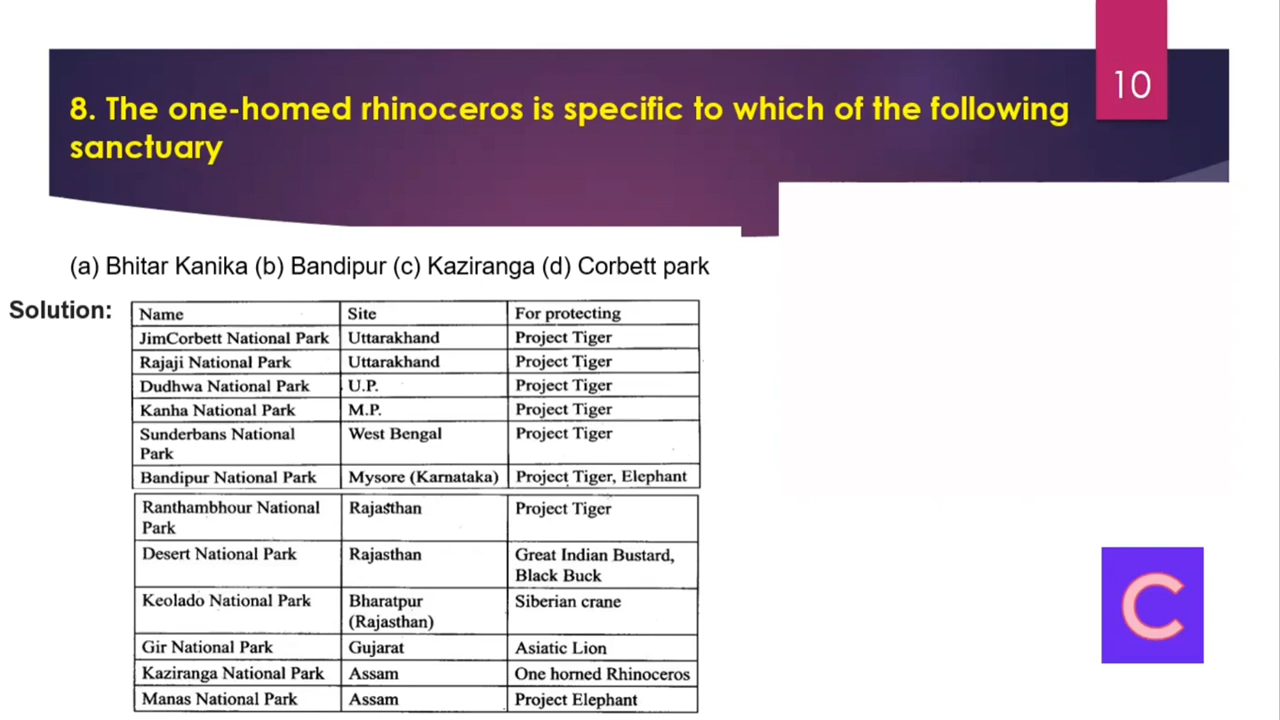 10
8. The one-homed rhinoceros is specific to which of the following
sanctuary
(a) Bhitar Kanika (b) Bandipur (c) Kaziranga (d) Corbett park
Solution:
Name Site For protecting
JimCorbett National Park Uttarakhand Project Tiger
Rajaji National Park Uttarakhand Project Tiger
Dudhwa National Park U.P. Project Tiger
Kanha National Park M.P. Project Tiger
Sunderbans National West Bengal Project Tiger
Park
Bandipur National Park Mysore (Karnataka) Project Tiger, Elephant
Ranthambhour National Rajasthan Project Tiger
Park
Desert National Park Rajasthan Great Indian Bustard,
Black Buck
Keolado National Park Bharatpur Siberian crane
(Rajasthan)
Gir National Park Gujarat Asiatic Lion
Kaziranga National Park Assam One horned Rhinoceros
Manas National Park Assam Project Elephant
C